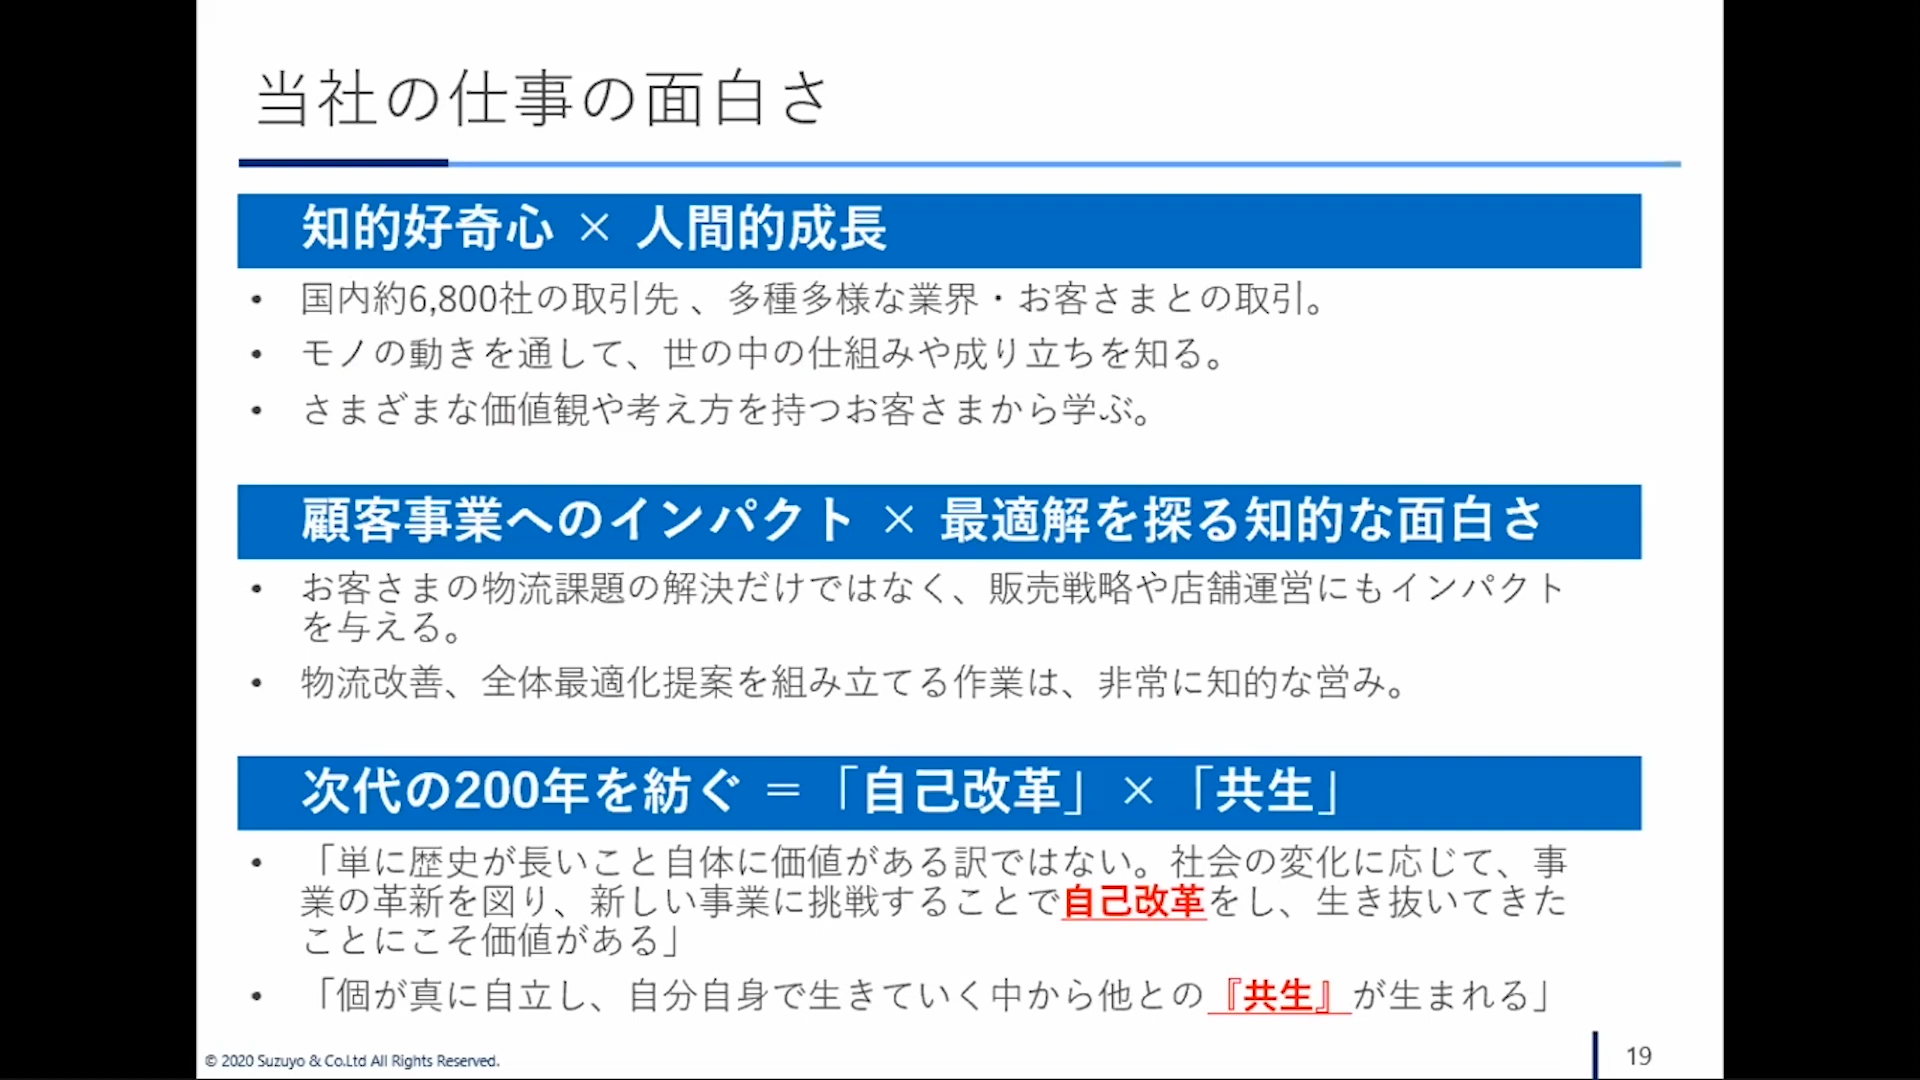 当社の仕事の面白さ
知的好奇心 × 人間的成長
• 国内約6,800社の取引先 、多種多様な業界・お客さまとの取引。
• モノの動きを通して、世の中の仕組みや成り立ちを知る。
• さまざまな価値観や考え方を持つお客さまから学ぶ。
顧客事業へのインパクト × 最適解を探る知的な面白さ
• お客さまの物流課題の解決だけではなく、販売戦略や店舗運営にもインパクト
を与える。
• 物流改善、全体最適化提案を組み立てる作業は、非常に知的な営み。
次代の200年を紡ぐ ＝「自己改革」×「共生」
• 「単に歴史が長いこと自体に価値がある訳ではない。社会の変化に応じて、事
業の革新を図り、新しい事業に挑戦することで自己改革をし、生き抜いてきた
ことにこそ価値がある」
• 「個が真に自立し、自分自身で生きていく中から他との『共生』が生まれる」
© 2020 Suzuyo & Co.Ltd All Rights Reserved.
19